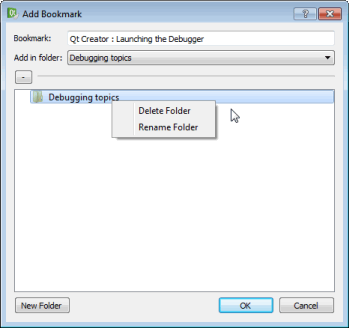 Add Bookmark
Bookmark: Qt Creator : Launching the Debugger
Add in folder: Debugging topics
-
Debugging topics
Delete Folder
Rename Folder
New Folder OK Cancel